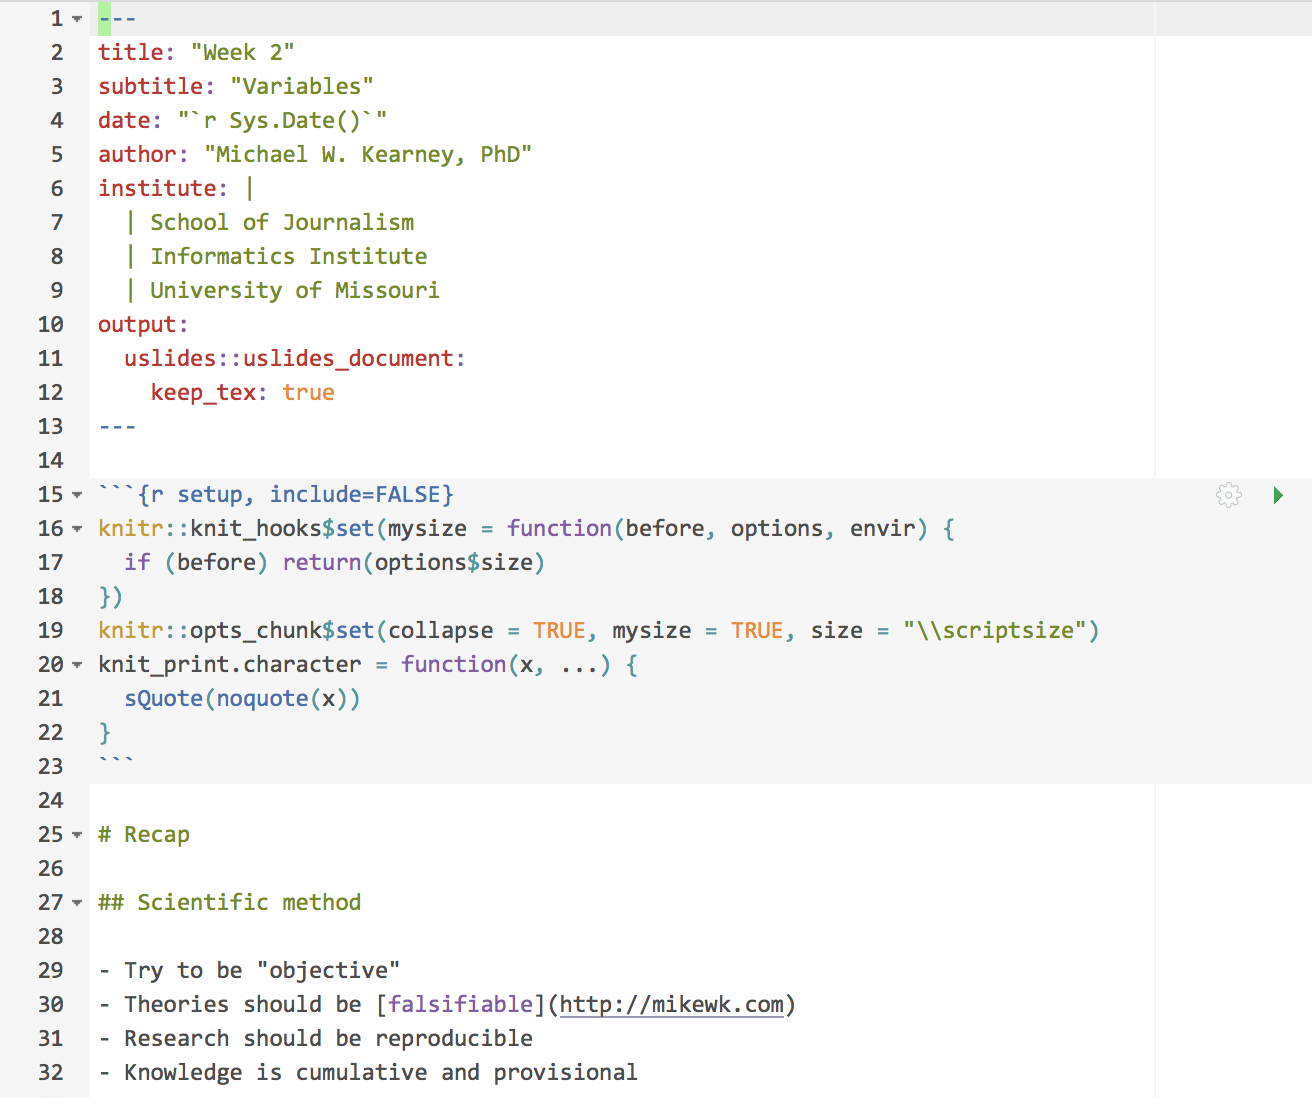 1 ---
2 title: "Week 2"
3 subtitle: "Variables"
4 date: "`r Sys.Date()`"
5 author: "Michael W. Kearney, PhD"
6 institute: |
7   | School of Journalism
8   | Informatics Institute
9   | University of Missouri
10 output:
11   uslides::uslides_document:
12     keep_tex: true
13 ---
14
15 ```{r setup, include=FALSE}
16 knitr::knit_hooks$set(mysize = function(before, options, envir) {
17   if (before) return(options$size)
18 })
19 knitr::opts_chunk$set(collapse = TRUE, mysize = TRUE, size = "\\scriptsize")
20 knit_print.character = function(x, ...) {
21   sQuote(noquote(x))
22 }
23 ```
24
25 # Recap
26
27 ## Scientific method
28
29 - Try to be "objective"
30 - Theories should be [falsifiable](http://mikewk.com)
31 - Research should be reproducible
32 - Knowledge is cumulative and provisional